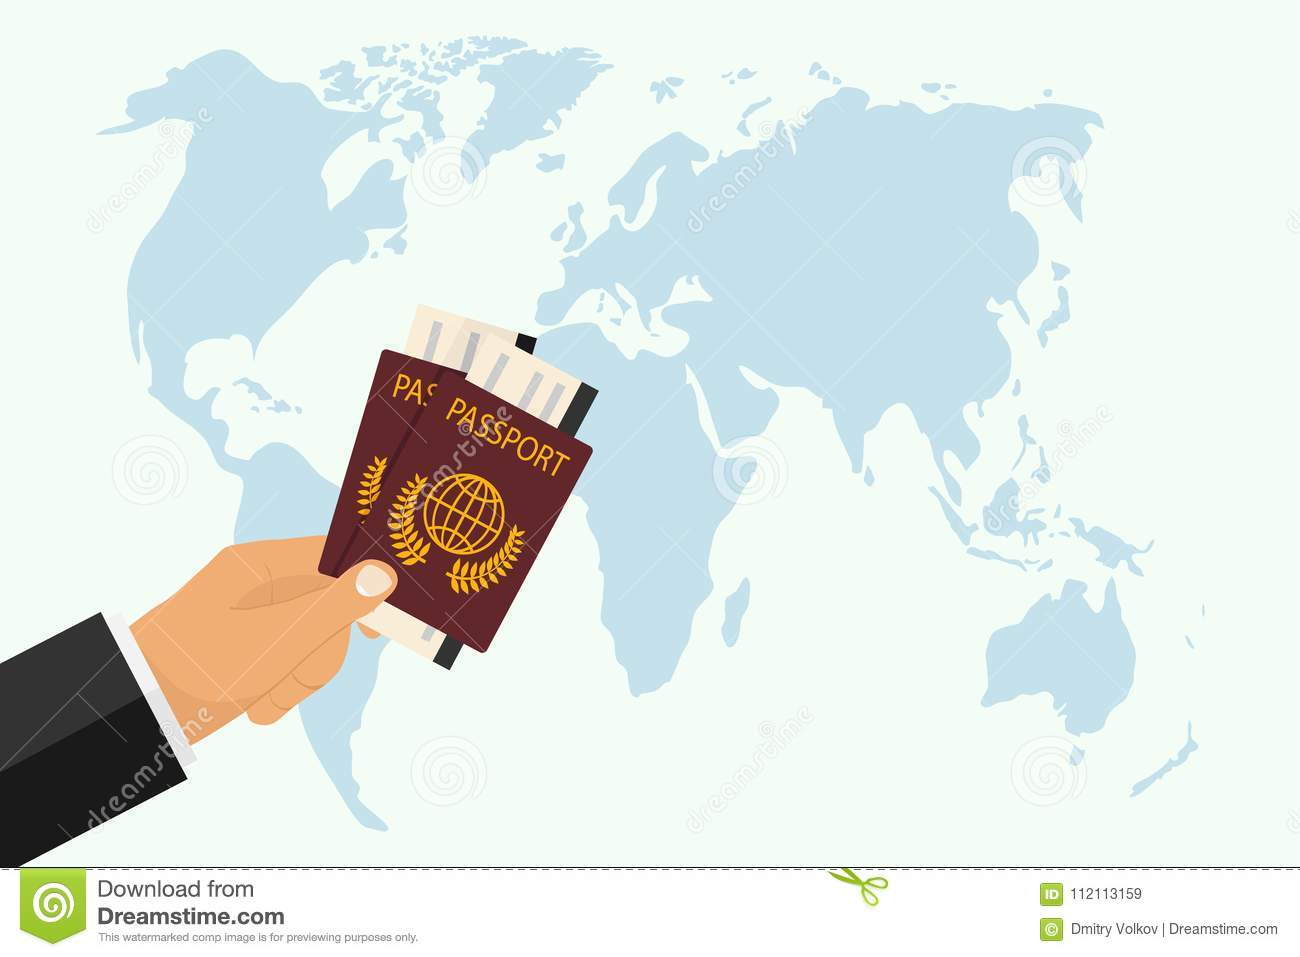 PAS
PASSPORT
dreamstime
Download from
Dreamstime.com
This watermarked comp image is for previewing purposes only.
ID 112113159
© Dmitry Volkov | Dreamstime.com